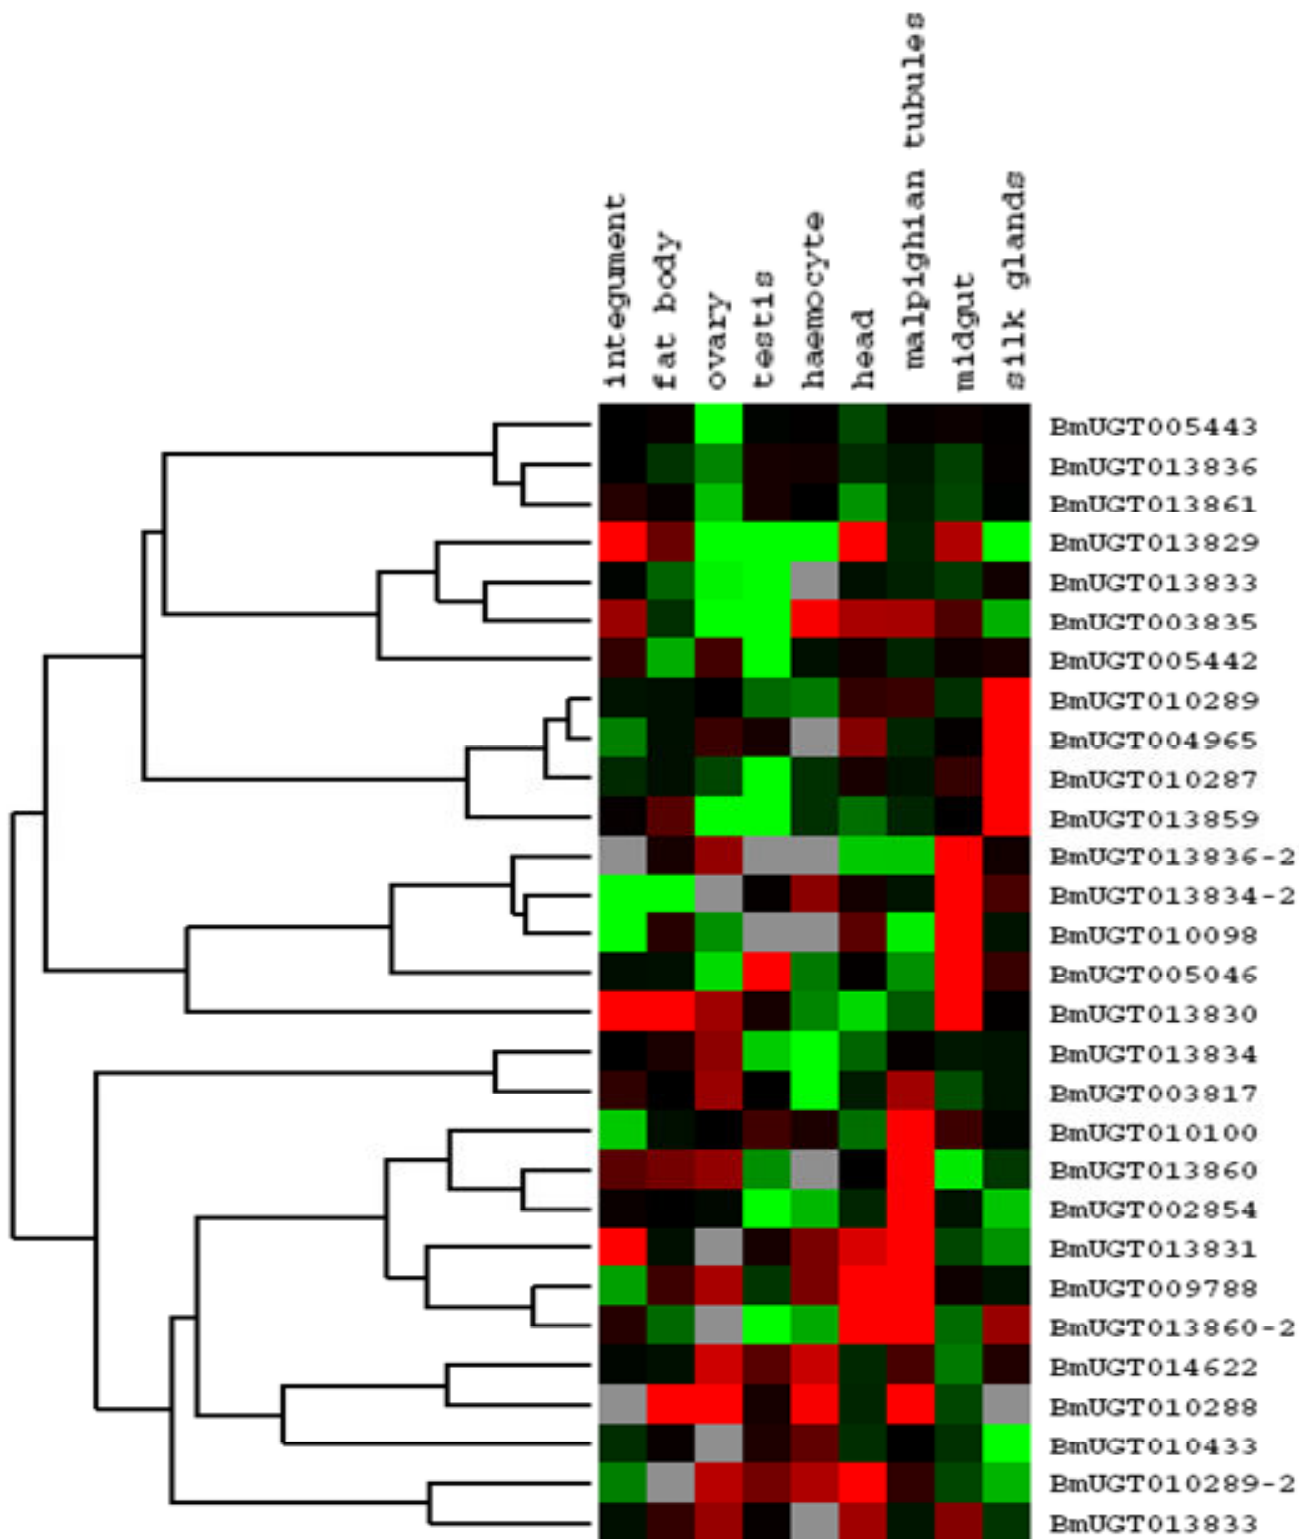 integument
fat body
ovary
testis
haemocyte
head
malpighian tubules
midgut
silk glands
BmUGT005443
BmUGT013836
BmUGT013861
BmUGT013829
BmUGT013833
BmUGT003835
BmUGT005442
BmUGT010289
BmUGT004965
BmUGT010287
BmUGT013859
BmUGT013836-2
BmUGT013834-2
BmUGT010098
BmUGT005046
BmUGT013830
BmUGT013834
BmUGT003817
BmUGT010100
BmUGT013860
BmUGT002854
BmUGT013831
BmUGT009788
BmUGT013860-2
BmUGT014622
BmUGT010288
BmUGT010433
BmUGT010289-2
BmUGT013833